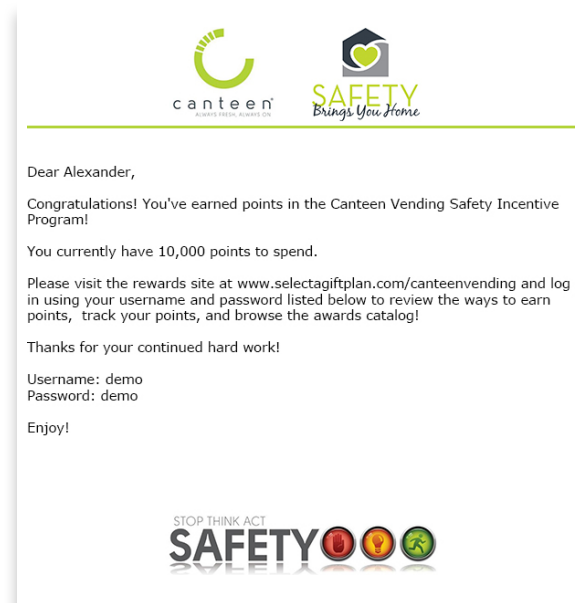 canteen
ALWAYS FRESH, ALWAYS ON
SAFETY
Brings You Home
Dear Alexander,
Congratulations! You've earned points in the Canteen Vending Safety Incentive
Program!
You currently have 10,000 points to spend.
Please visit the rewards site at www.selectagiftplan.com/canteenvending and log
in using your username and password listed below to review the ways to earn
points,  track your points, and browse the awards catalog!
Thanks for your continued hard work!
Username: demo
Password: demo
Enjoy!
STOP THINK ACT
SAFETY